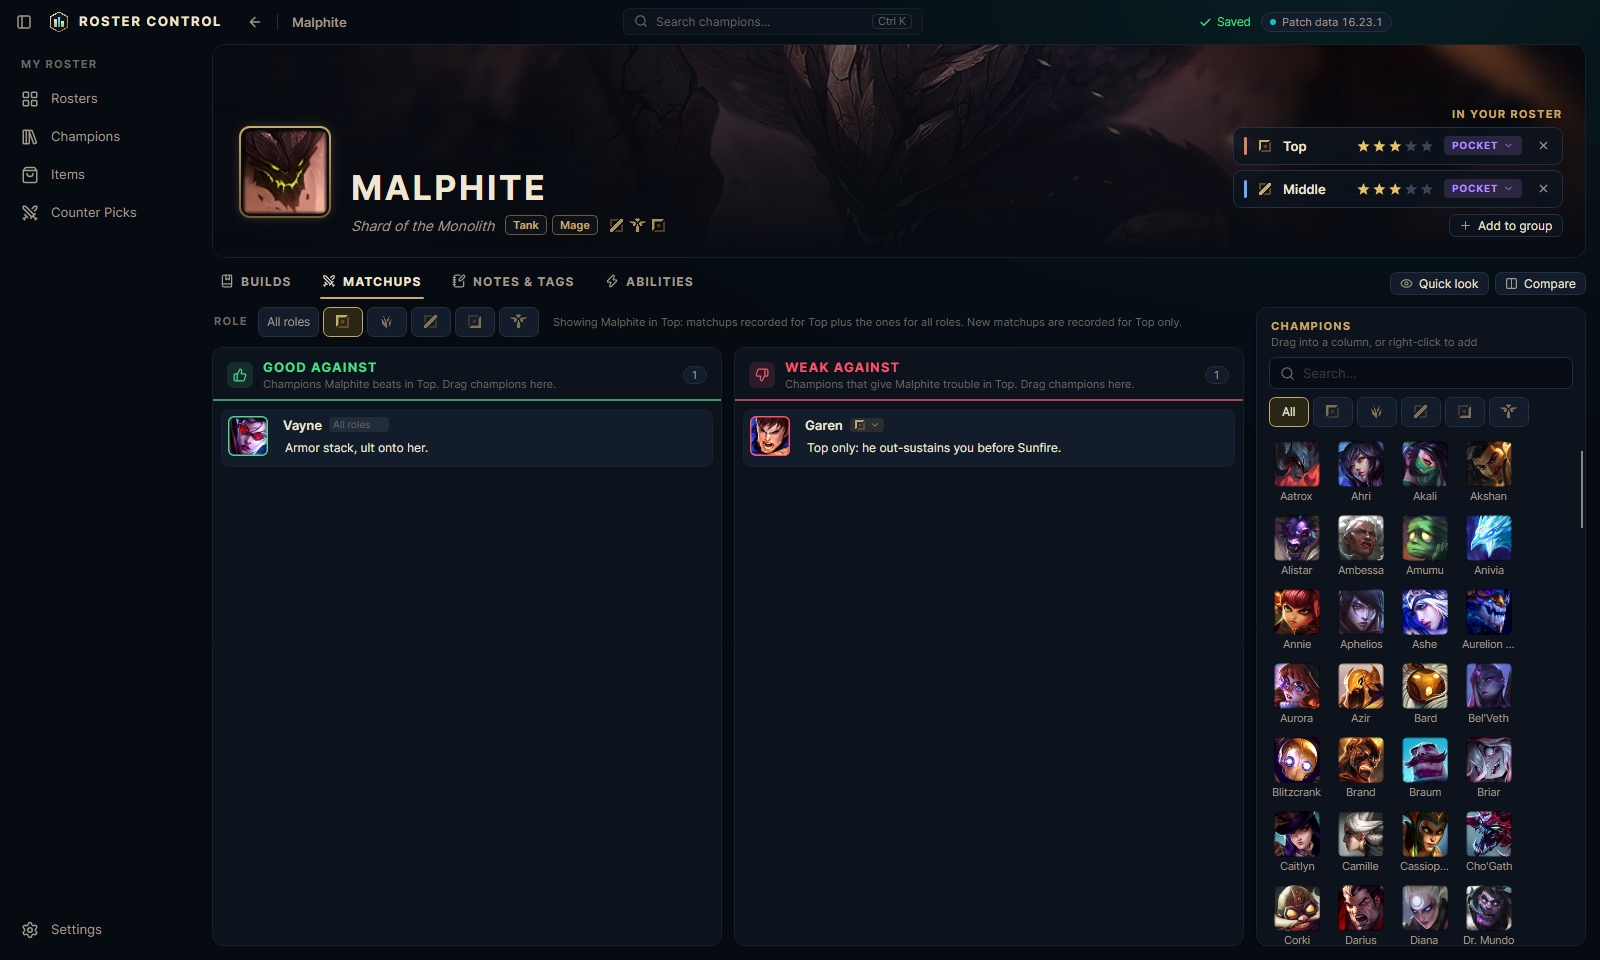 ROSTER CONTROL
Malphite
Search champions...
Ctrl K
Saved
Patch data 16.23.1
MY ROSTER
Rosters
Champions
Items
Counter Picks
Settings
MALPHITE
Shard of the Monolith
Tank
Mage
IN YOUR ROSTER
Top
POCKET
Middle
POCKET
Add to group
BUILDS
MATCHUPS
NOTES & TAGS
ABILITIES
Quick look
Compare
ROLE
All roles
Showing Malphite in Top: matchups recorded for Top plus the ones for all roles. New matchups are recorded for Top only.
GOOD AGAINST
Champions Malphite beats in Top. Drag champions here.
1
Vayne
All roles
Armor stack, ult onto her.
WEAK AGAINST
Champions that give Malphite trouble in Top. Drag champions here.
1
Garen
Top only: he out-sustains you before Sunfire.
CHAMPIONS
Drag into a column, or right-click to add
Search...
All
Aatrox
Ahri
Akali
Akshan
Alistar
Ambessa
Amumu
Anivia
Annie
Aphelios
Ashe
Aurelion ...
Aurora
Azir
Bard
Bel'Veth
Blitzcrank
Brand
Braum
Briar
Caitlyn
Camille
Cassiop...
Cho'Gath
Corki
Darius
Diana
Dr. Mundo